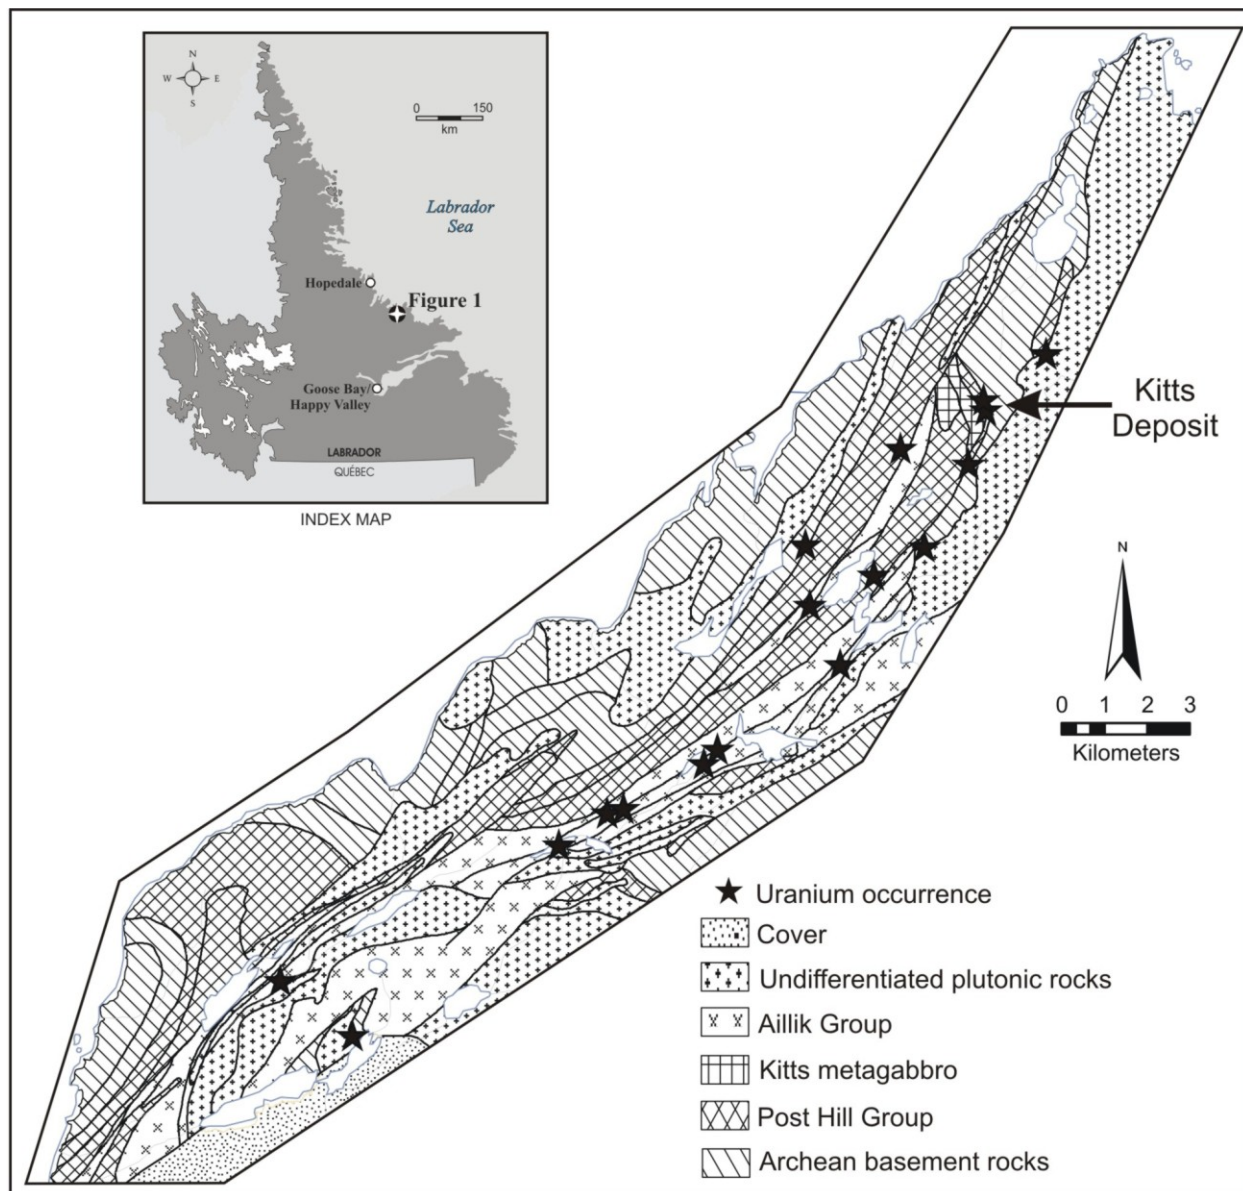 N
W E
S
0 150
km
Labrador
Sea
Hopedale
Figure 1
Goose Bay/
Happy Valley
LABRADOR
QUÉBEC
INDEX MAP
Kitts
Deposit
N
0 1 2 3
Kilometers
Uranium occurrence
Cover
Undifferentiated plutonic rocks
Aillik Group
Kitts metagabbro
Post Hill Group
Archean basement rocks